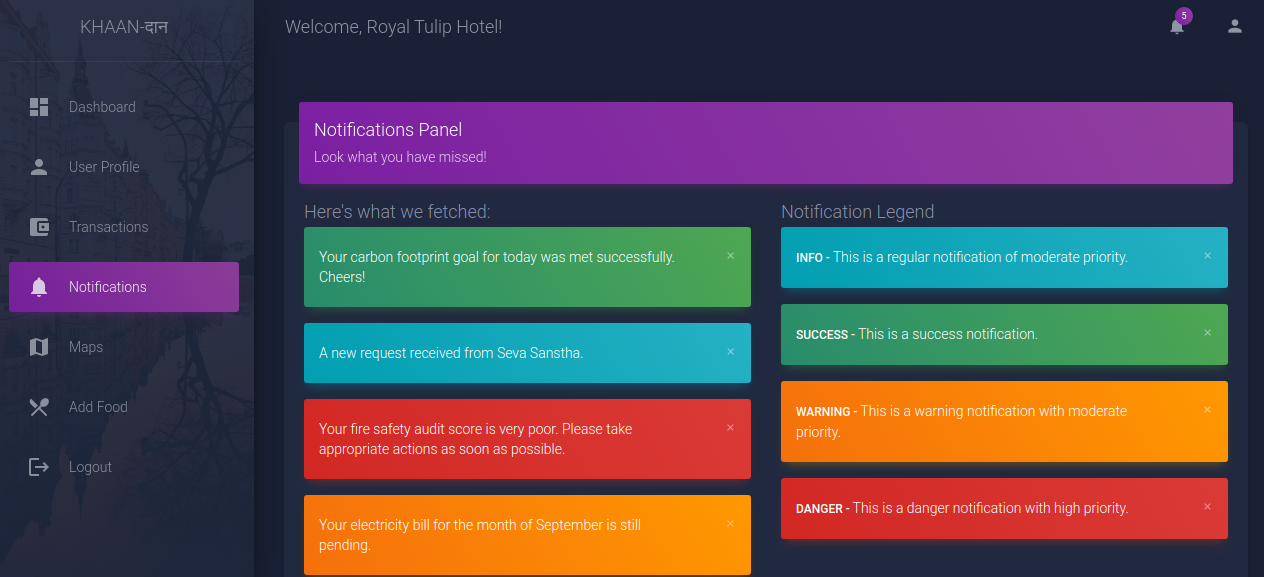 KHAAN-दान
Dashboard
User Profile
Transactions
Notifications
Maps
Add Food
Logout
Welcome, Royal Tulip Hotel!
5
Notifications Panel
Look what you have missed!
Here's what we fetched:
Your carbon footprint goal for today was met successfully.
Cheers!
×
A new request received from Seva Sanstha.
×
Your fire safety audit score is very poor. Please take
appropriate actions as soon as possible.
×
Your electricity bill for the month of September is still
pending.
×
Notification Legend
INFO - This is a regular notification of moderate priority.
×
SUCCESS - This is a success notification.
×
WARNING - This is a warning notification with moderate
priority.
×
DANGER - This is a danger notification with high priority.
×